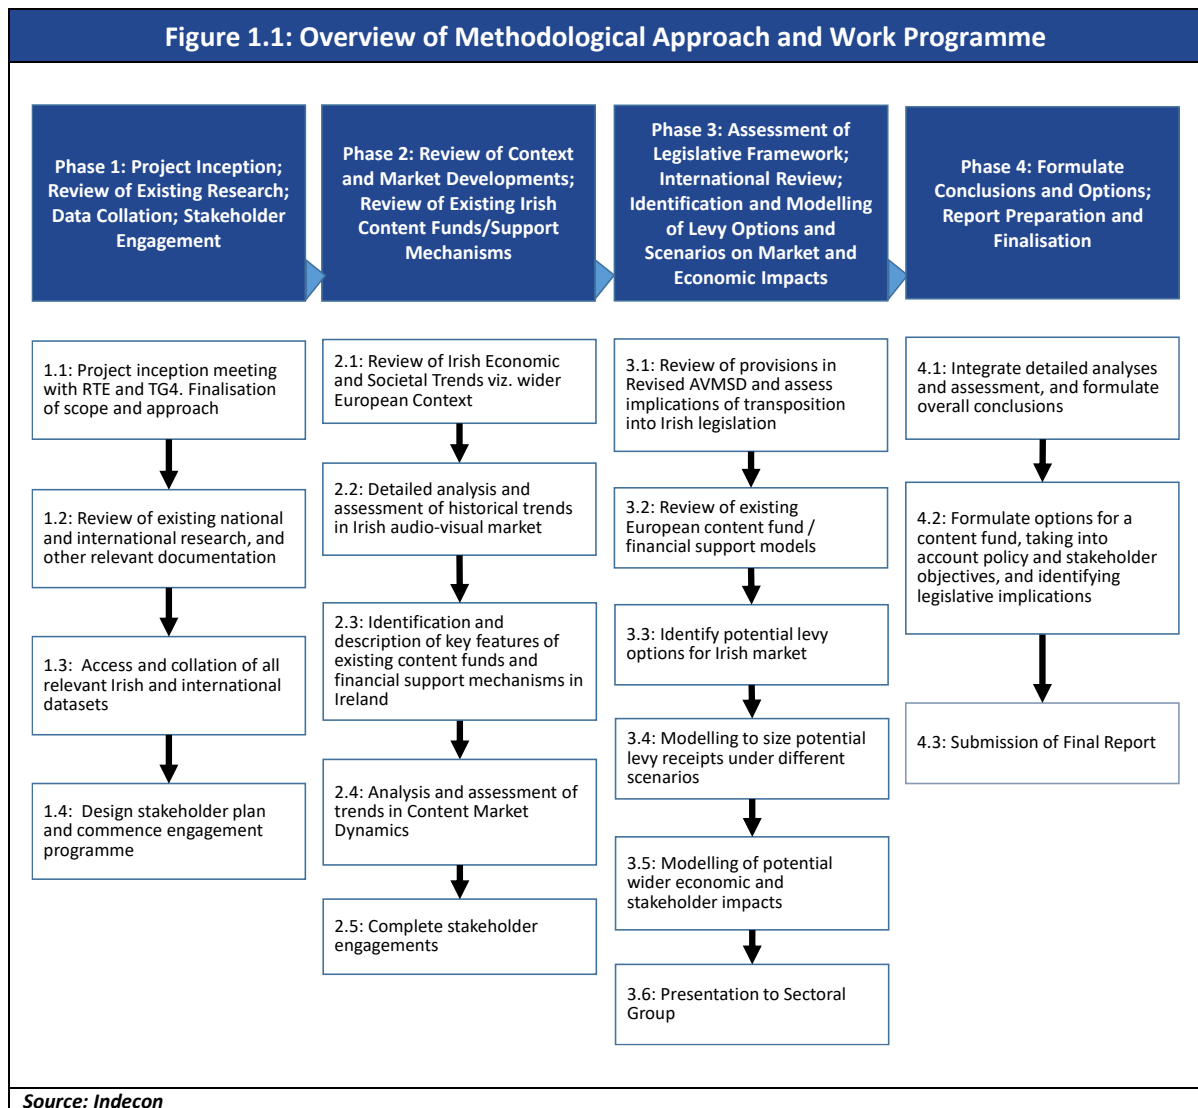 Figure 1.1: Overview of Methodological Approach and Work Programme
Phase 1: Project Inception;
Review of Existing Research;
Data Collation; Stakeholder
Engagement
Phase 2: Review of Context
and Market Developments;
Review of Existing Irish
Content Funds/Support
Mechanisms
Phase 3: Assessment of
Legislative Framework;
International Review;
Identification and Modelling
of Levy Options and
Scenarios on Market and
Economic Impacts
Phase 4: Formulate
Conclusions and Options;
Report Preparation and
Finalisation
1.1: Project inception meeting
with RTE and TG4. Finalisation
of scope and approach
1.2: Review of existing national
and international research, and
other relevant documentation
1.3:  Access and collation of all
relevant Irish and international
datasets
1.4:  Design stakeholder plan
and commence engagement
programme
2.1: Review of Irish Economic
and Societal Trends viz. wider
European Context
2.2: Detailed analysis and
assessment of historical trends
in Irish audio-visual market
2.3: Identification and
description of key features of
existing content funds and
financial support mechanisms in
Ireland
2.4: Analysis and assessment of
trends in Content Market
Dynamics
2.5: Complete stakeholder
engagements
3.1: Review of provisions in
Revised AVMSD and assess
implications of transposition
into Irish legislation
3.2: Review of existing
European content fund /
financial support models
3.3: Identify potential levy
options for Irish market
3.4: Modelling to size potential
levy receipts under different
scenarios
3.5: Modelling of potential
wider economic and
stakeholder impacts
3.6: Presentation to Sectoral
Group
4.1: Integrate detailed analyses
and assessment, and formulate
overall conclusions
4.2: Formulate options for a
content fund, taking into
account policy and stakeholder
objectives, and identifying
legislative implications
4.3: Submission of Final Report
Source: Indecon